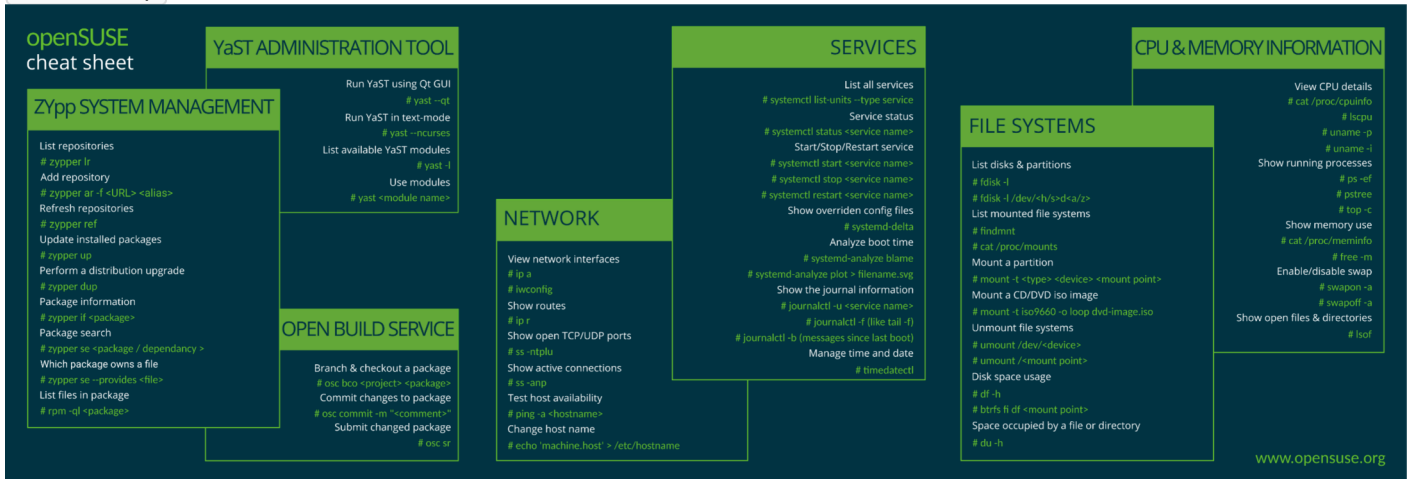 openSUSE
cheat sheet
ZYpp SYSTEM MANAGEMENT
List repositories
# zypper lr
Add repository
# zypper ar -f <URL> <alias>
Refresh repositories
# zypper ref
Update installed packages
# zypper up
Perform a distribution upgrade
# zypper dup
Package information
# zypper if <package>
Package search
# zypper se <package / dependancy >
Which package owns a file
# zypper se --provides <file>
List files in package
# rpm -ql <package>
YaST ADMINISTRATION TOOL
Run YaST using Qt GUI
# yast --qt
Run YaST in text-mode
# yast --ncurses
List available YaST modules
# yast -l
Use modules
# yast <module name>
OPEN BUILD SERVICE
Branch & checkout a package
# osc bco <project> <package>
Commit changes to package
# osc commit -m "<comment>"
Submit changed package
# osc sr
NETWORK
View network interfaces
# ip a
# iwconfig
Show routes
# ip r
Show open TCP/UDP ports
# ss -ntplu
Show active connections
# ss -anp
Test host availability
# ping -a <hostname>
Change host name
# echo 'machine.host' > /etc/hostname
SERVICES
List all services
# systemctl list-units --type service
Service status
# systemctl status <service name>
Start/Stop/Restart service
# systemctl start <service name>
# systemctl stop <service name>
# systemctl restart <service name>
Show overriden config files
# systemd-delta
Analyze boot time
# systemd-analyze blame
# systemd-analyze plot > filename.svg
Show the journal information
# journalctl -u <service name>
# journalctl -f (like tail -f)
# journalctl -b (messages since last boot)
Manage time and date
# timedatectl
FILE SYSTEMS
List disks & partitions
# fdisk -l
# fdisk -l /dev/<h/s>d<a/z>
List mounted file systems
# findmnt
# cat /proc/mounts
Mount a partition
# mount -t <type> <device> <mount point>
Mount a CD/DVD iso image
# mount -t iso9660 -o loop dvd-image.iso
Unmount file systems
# umount /dev/<device>
# umount /<mount point>
Disk space usage
# df -h
# btrfs fi df <mount point>
Space occupied by a file or directory
# du -h
CPU & MEMORY INFORMATION
View CPU details
# cat /proc/cpuinfo
# lscpu
# uname -p
# uname -i
Show running processes
# ps -ef
# pstree
# top -c
Show memory use
# cat /proc/meminfo
# free -m
Enable/disable swap
# swapon -a
# swapoff -a
Show open files & directories
# lsof
www.opensuse.org